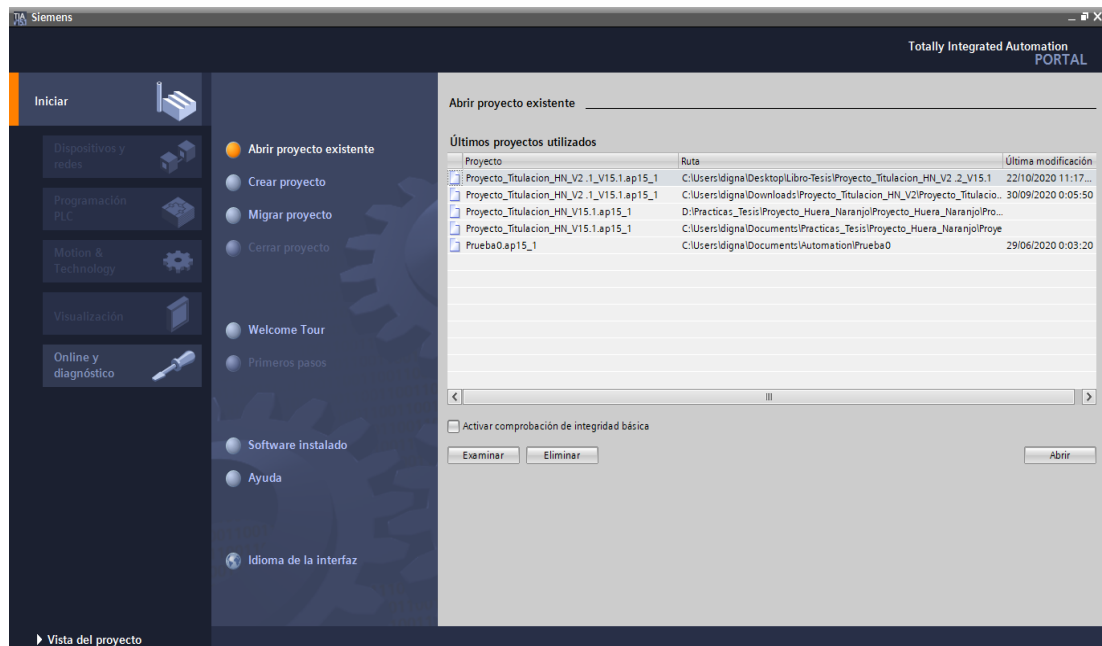 Siemens
Totally Integrated Automation
PORTAL
Iniciar
Dispositivos y
redes
Programación
PLC
Motion &
Technology
Visualización
Online y
diagnóstico
Abrir proyecto existente
Crear proyecto
Migrar proyecto
Cerrar proyecto
Welcome Tour
Primeros pasos
Software instalado
Ayuda
Idioma de la interfaz
Abrir proyecto existente
Últimos proyectos utilizados
Proyecto Ruta Última modificación
Proyecto_Titulacion_HN_V2 .1_V15.1.ap15_1 C:\Users\digna\Desktop\Libro-Tesis\Proyecto_Titulacion_HN_V2 .2_V15.1 22/10/2020 11:17...
Proyecto_Titulacion_HN_V2 .1_V15.1.ap15_1 C:\Users\digna\Downloads\Proyecto_Titulacion_HN_V2\Proyecto_Titulacio.. 30/09/2020 0:05:50
Proyecto_Titulacion_HN_V15.1.ap15_1 D:\Practicas_Tesis\Proyecto_Huera_Naranjo\Proyecto_Huera_Naranjo\Pro...
Proyecto_Titulacion_HN_V15.1.ap15_1 C:\Users\digna\Documents\Practicas_Tesis\Proyecto_Huera_Naranjo\Proye
Prueba0.ap15_1 C:\Users\digna\Documents\Automation\Prueba0 29/06/2020 0:03:20
Activar comprobación de integridad básica
Examinar Eliminar Abrir
Vista del proyecto